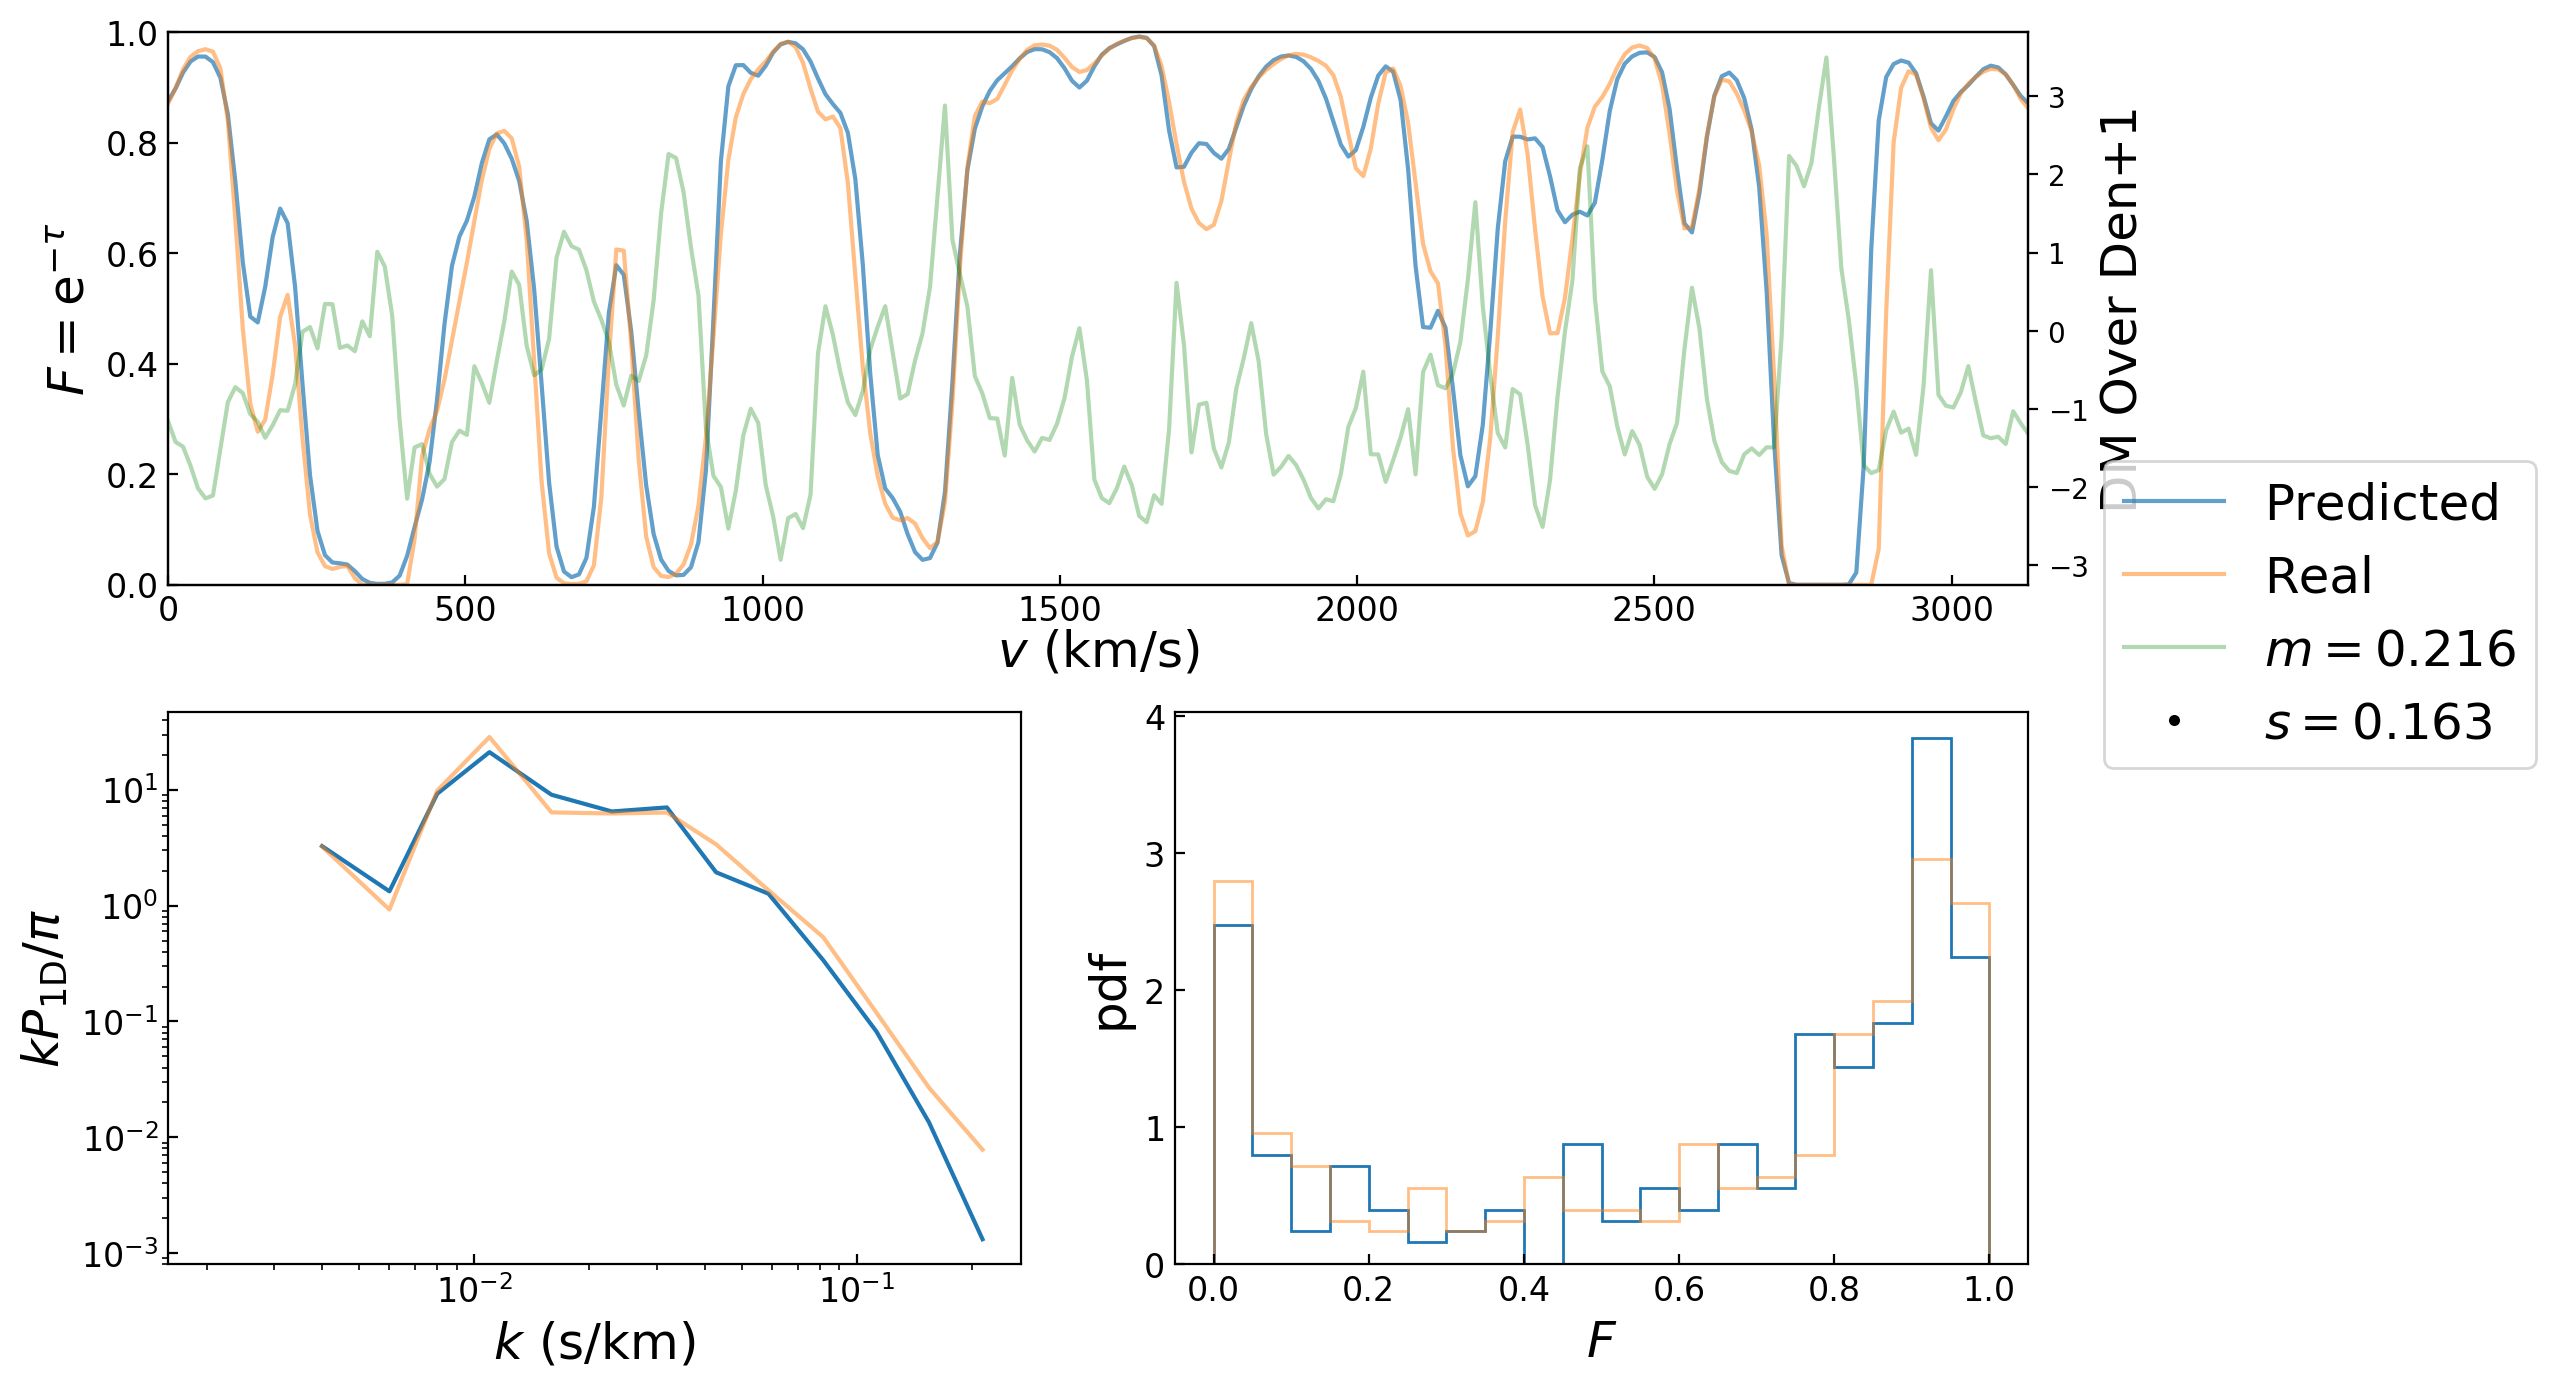 1.0
0.8
0.6
0.4
0.2
0.0
F = e^{−τ}
0 500 1000 1500 2000 2500 3000
v (km/s)
3
2
1
0
−1
−2
−3
DM Over Den+1
Predicted
Real
m = 0.216
s = 0.163
10^1
10^0
10^{−1}
10^{−2}
10^{−3}
kP_{1D}/π
10^{−2} 10^{−1}
k (s/km)
4
3
2
1
0
pdf
0.0 0.2 0.4 0.6 0.8 1.0
F